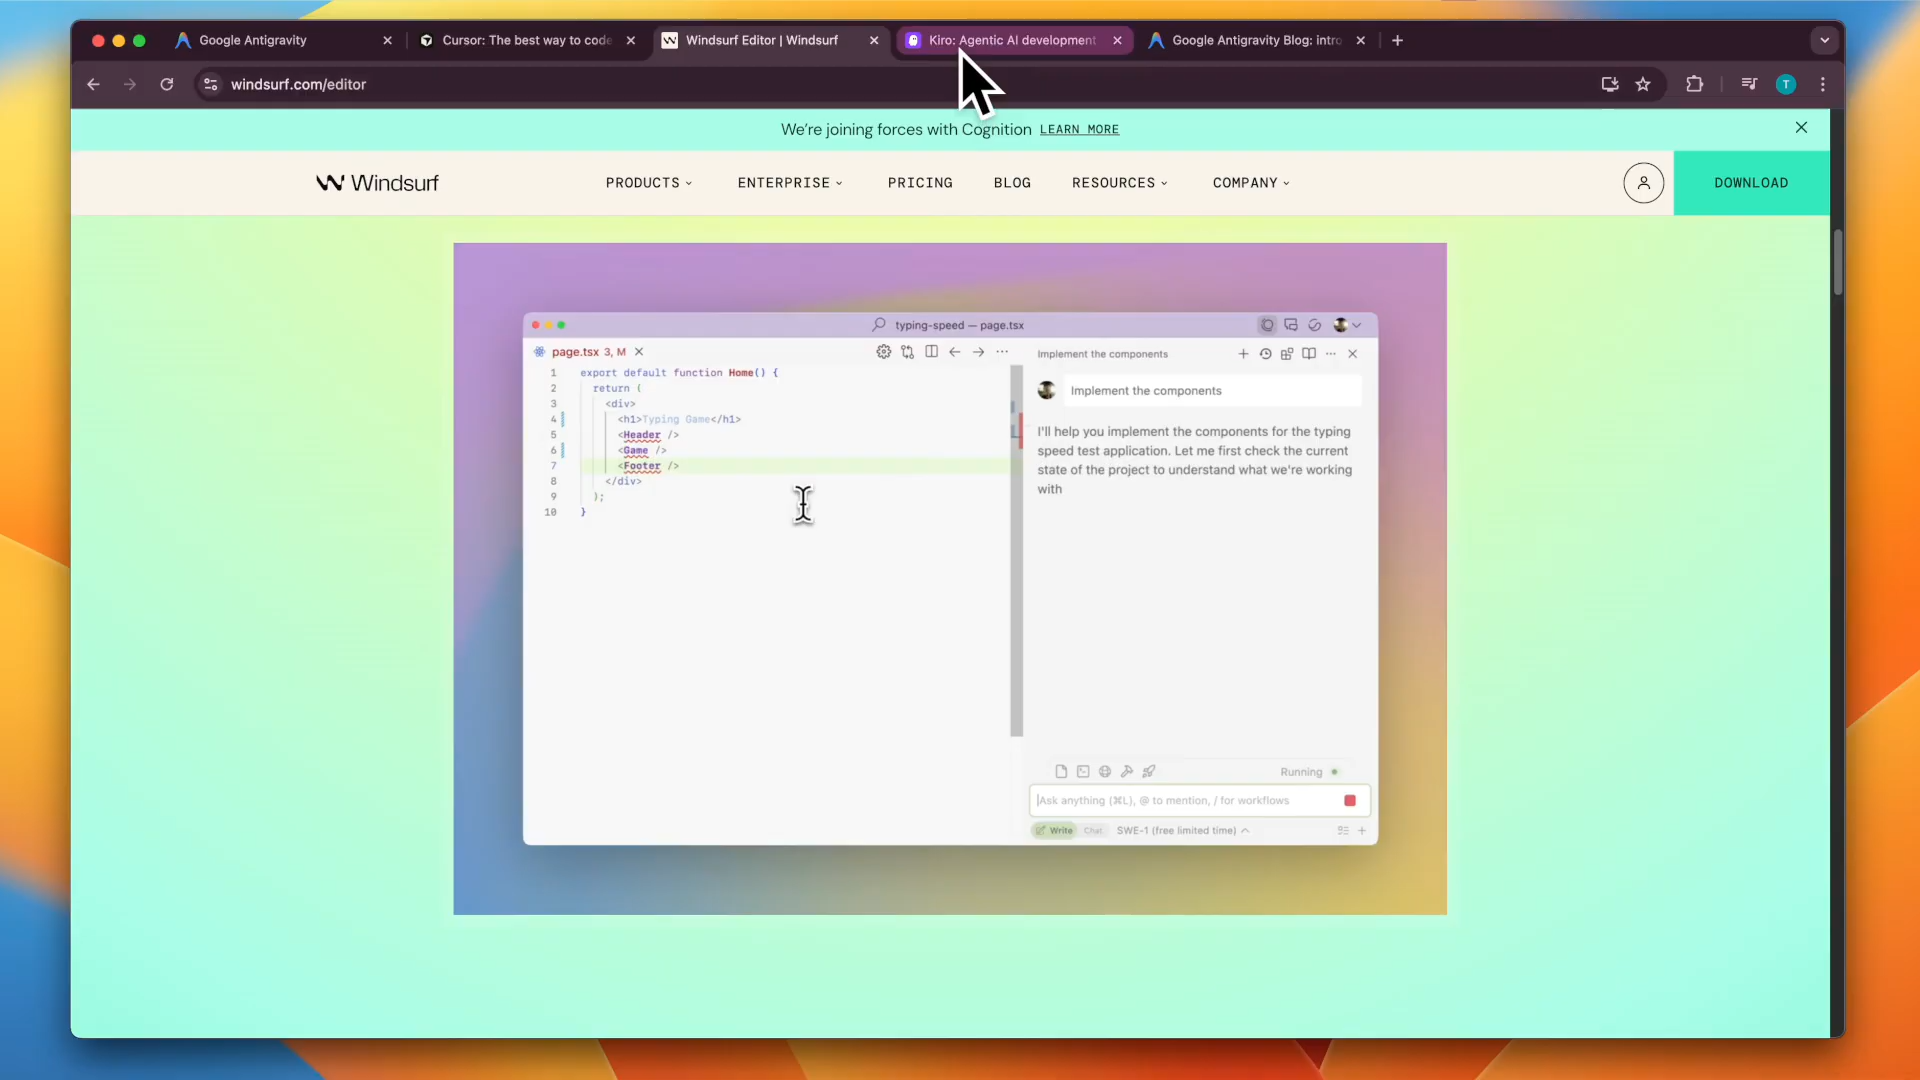 Google Antigravity
Cursor: The best way to code
Windsurf Editor | Windsurf
Kiro: Agentic AI development
Google Antigravity Blog: intro
windsurf.com/editor
T
We're joining forces with Cognition LEARN MORE
Windsurf
PRODUCTS
ENTERPRISE
PRICING
BLOG
RESOURCES
COMPANY
DOWNLOAD
typing-speed — page.tsx
page.tsx 3, M
1 export default function Home() {
2 return (
3 <div>
4 <h1>Typing Game</h1>
5 <Header />
6 <Game />
7 <Footer />
8 </div>
9 );
10 }
Implement the components
Implement the components
I'll help you implement the components for the typing
speed test application. Let me first check the current
state of the project to understand what we're working
with
Running
Ask anything (⌘L), @ to mention, / for workflows
Write
Chat
SWE-1 (free limited time)